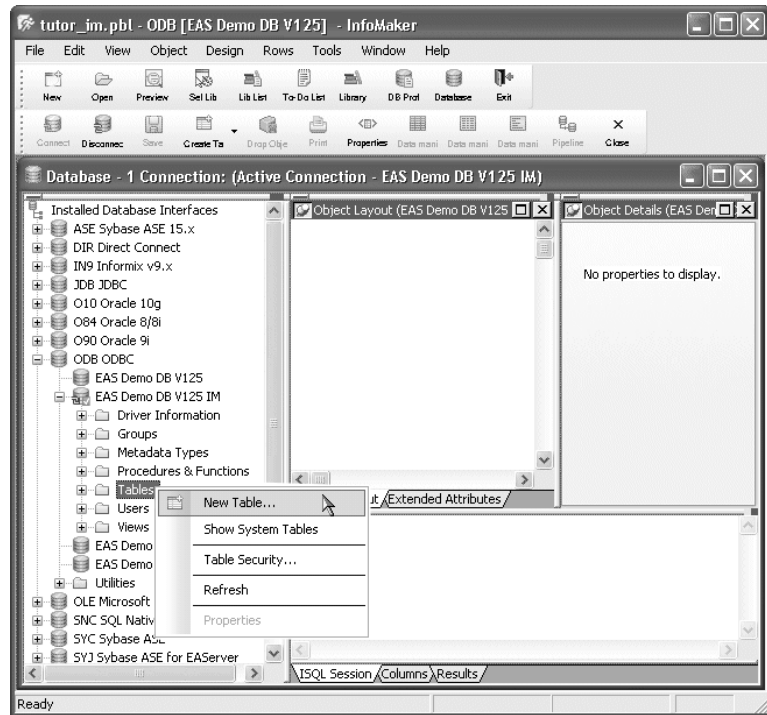 tutor_im.pbl - ODB [EAS Demo DB V125] - InfoMaker
File Edit View Object Design Rows Tools Window Help
New Open Preview Sel Lib Lib List To-Do List Library DB Prof Database Exit
Connect Disconnec Save Create Ta Drop Obje Print Properties Data mani Data mani Data mani Pipeline Close
Database - 1 Connection: (Active Connection - EAS Demo DB V125 IM)
Installed Database Interfaces
ASE Sybase ASE 15.x
DIR Direct Connect
IN9 Informix v9.x
JDB JDBC
O10 Oracle 10g
O84 Oracle 8/8i
O90 Oracle 9i
ODB ODBC
EAS Demo DB V125
EAS Demo DB V125 IM
Driver Information
Groups
Metadata Types
Procedures & Functions
Tables
Users
Views
EAS Demo
EAS Demo
Utilities
OLE Microsoft
SNC SQL Nativ
SYC Sybase ASE
SYJ Sybase ASE for EAServer
New Table...
Show System Tables
Table Security...
Refresh
Properties
Object Layout (EAS Demo DB V125
Extended Attributes
Object Details (EAS Den
No properties to display.
ISQL Session Columns Results
Ready